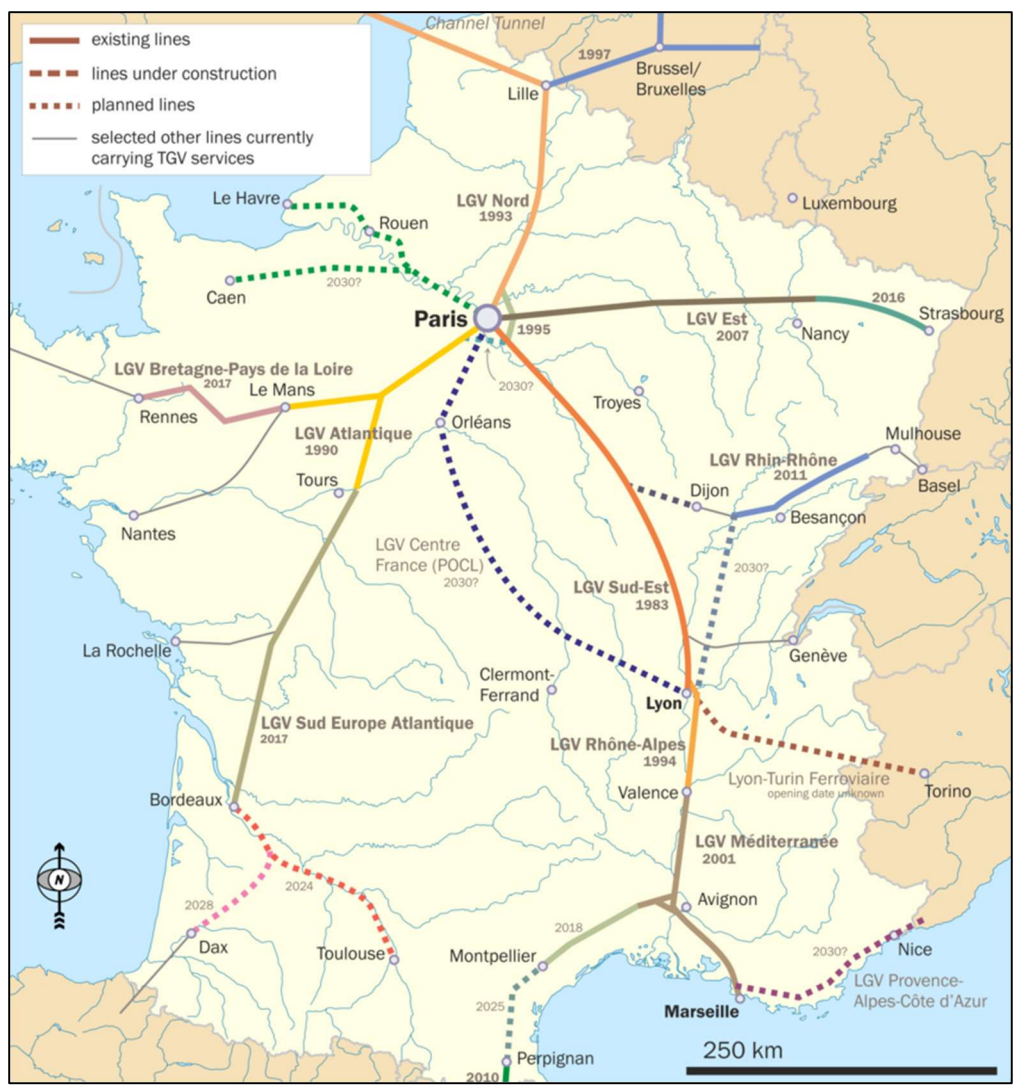 existing lines
lines under construction
planned lines
selected other lines currently
carrying TGV services
Channel Tunnel
1997
Brussel/
Bruxelles
Lille
Le Havre
LGV Nord
1993
Luxembourg
Rouen
Caen
2030?
2016
Strasbourg
Paris
1995
LGV Est
2007
Nancy
LGV Bretagne-Pays de la Loire
2017
Le Mans
2030?
Rennes
Troyes
LGV Atlantique
1990
Orléans
Mulhouse
LGV Rhin-Rhône
2011
Tours
Dijon
Basel
Nantes
Besançon
LGV Centre
France (POCL)
2030?
2030?
LGV Sud-Est
1983
La Rochelle
Genève
Clermont-
Ferrand
Lyon
LGV Sud Europe Atlantique
2017
LGV Rhône-Alpes
1994
Lyon-Turin Ferroviaire
opening date unknown
Torino
Bordeaux
Valence
LGV Méditerranée
2001
N
2024
Avignon
2028
2018
Dax
Toulouse
Montpellier
2030?
Nice
LGV Provence-
Alpes-Côte d'Azur
2025
Marseille
250 km
Perpignan
2010